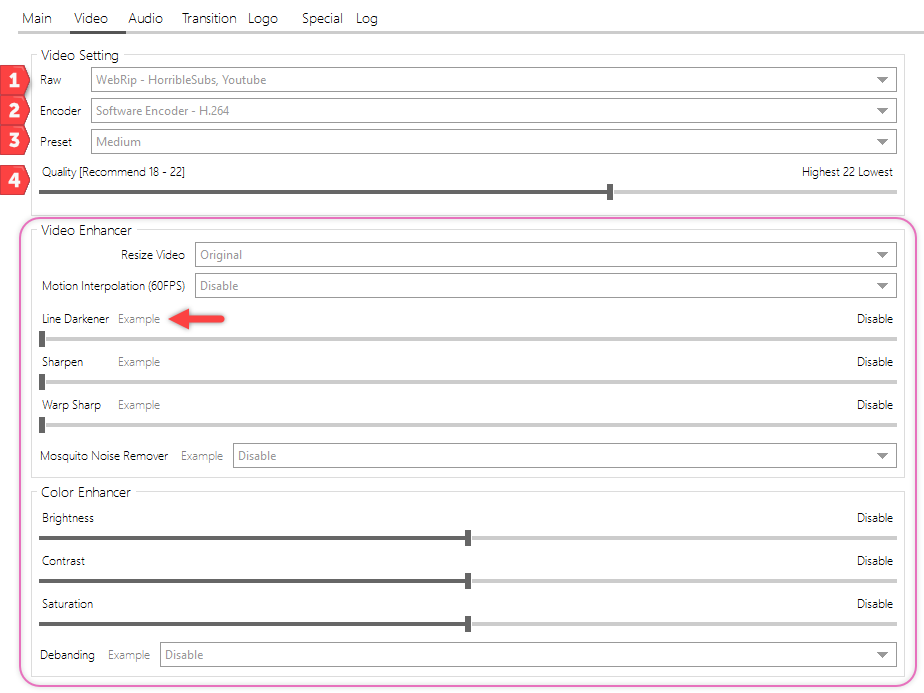 Main Video Audio Transition Logo Special Log
Video Setting
1 Raw WebRip - HorribleSubs, Youtube
2 Encoder Software Encoder - H.264
3 Preset Medium
4 Quality [Recommend 18 - 22] Highest 22 Lowest
Video Enhancer
Resize Video Original
Motion Interpolation (60FPS) Disable
Line Darkener Example Disable
Sharpen Example Disable
Warp Sharp Example Disable
Mosquito Noise Remover Example Disable
Color Enhancer
Brightness Disable
Contrast Disable
Saturation Disable
Debanding Example Disable